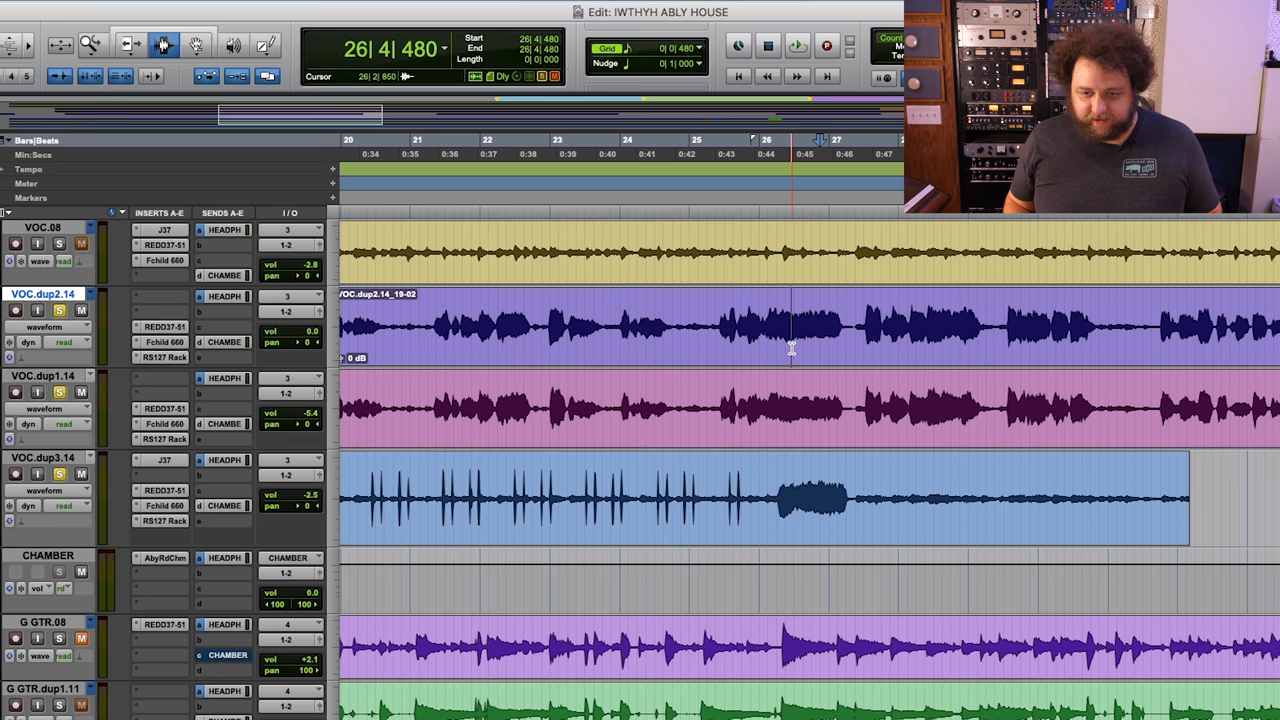 Edit: IWTHYH ABLY HOUSE
26| 4| 480
Start 26| 4| 480
End 26| 4| 480
Length 0| 0| 000
Cursor 26| 2| 850
Dly S M
Grid 0| 0| 480
Nudge 0| 1| 000
Count
4 5
Bars|Beats 20 21 22 23 24 25 26 27
Min:Secs 0:34 0:35 0:36 0:37 0:38 0:39 0:40 0:41 0:42 0:43 0:44 0:45 0:46 0:47
Tempo +
Meter
Markers +
INSERTS A-E SENDS A-E I / O
VOC.08 J37 a HEADPH 3
I S M REDD37-51 b 1-2
wave read Fchild 660 c vol -2.8
d CHAMBE pan 0
VOC.dup2.14 a HEADPH 3 VOC.dup2.14_19-02
I S M b 1-2
waveform REDD37-51 c vol 0.0
dyn read Fchild 660 d CHAMBE pan 0
RS127 Rack e 0 dB
VOC.dup1.14 a HEADPH 3
I S M b 1-2
waveform REDD37-51 c vol -5.4
dyn read Fchild 660 d CHAMBE pan 0
RS127 Rack e
VOC.dup3.14 J37 a HEADPH 3
I S M b 1-2
waveform REDD37-51 c vol -2.5
dyn read Fchild 660 d CHAMBE pan 0
RS127 Rack e
CHAMBER AbyRdChm a HEADPH CHAMBER
S M b 1-2
vol rd c vol 0.0
d 100 100
G GTR.08 REDD37-51 a HEADPH 4
I S M b 1-2
wave read c CHAMBER vol +2.1
d pan 100
G GTR.dup1.11 a HEADPH 4
I S M b 1-2